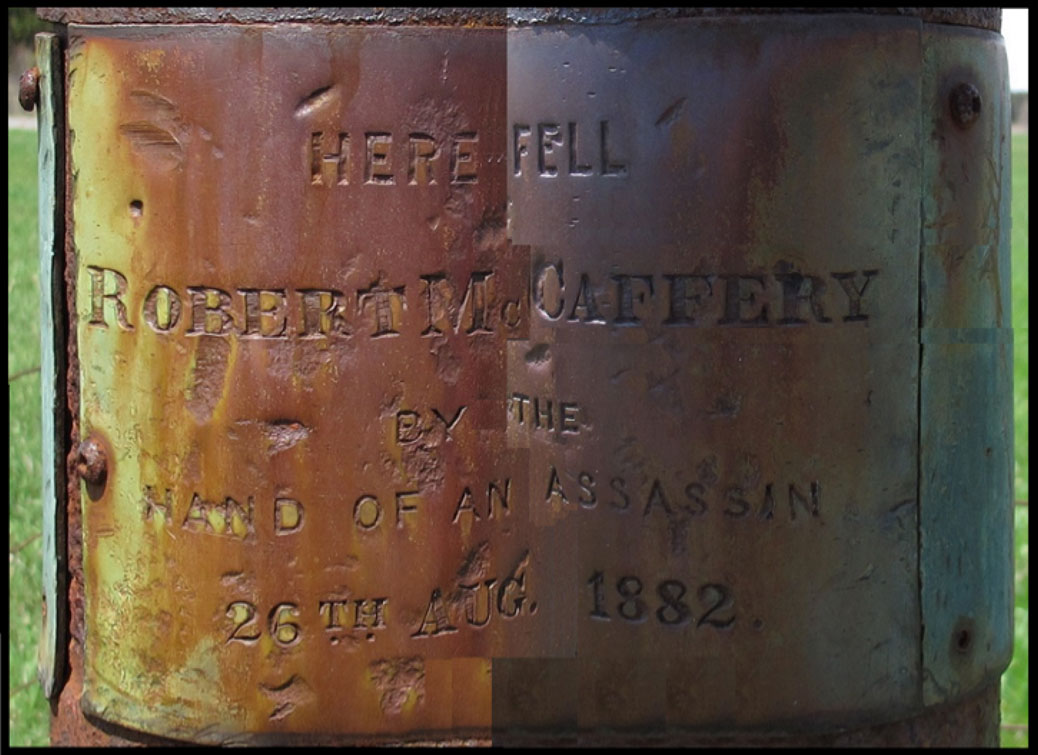 HERE FELL
ROBERT McCAFFERY
BY THE
HAND OF AN ASSASSIN
26TH AUG. 1882.